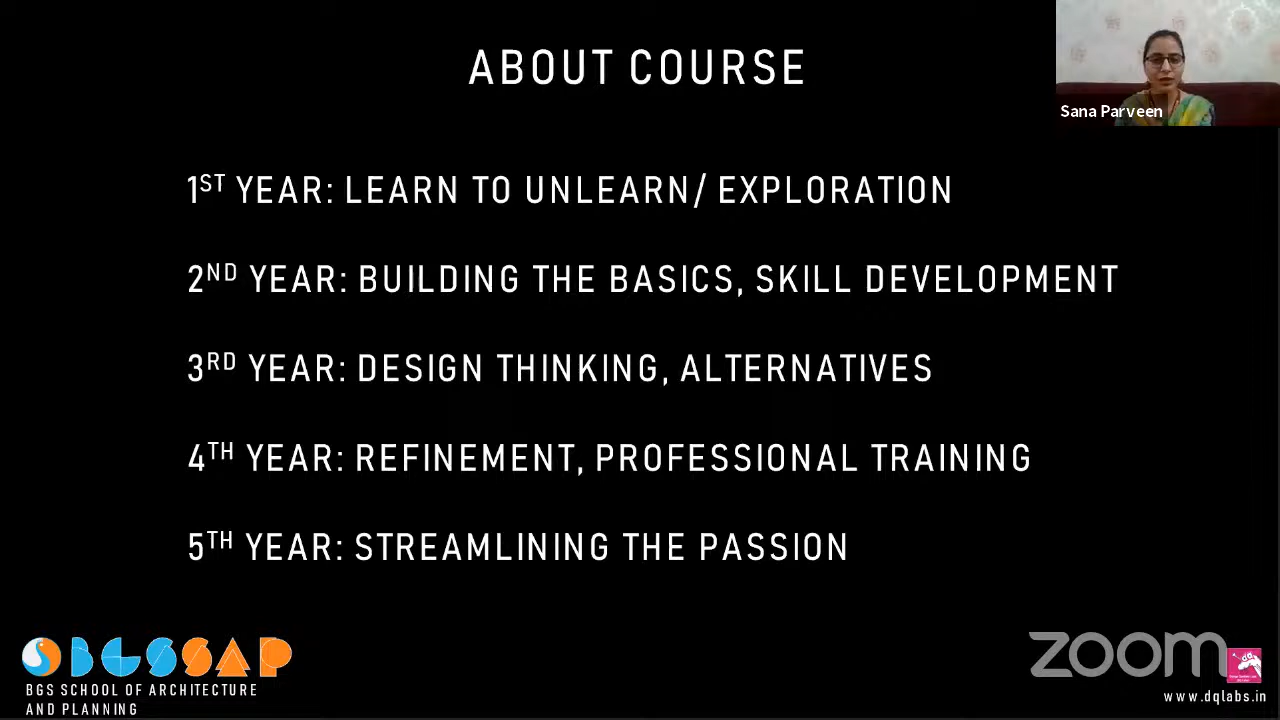 ABOUT COURSE
Sana Parveen
1ST YEAR: LEARN TO UNLEARN/ EXPLORATION
2ND YEAR: BUILDING THE BASICS, SKILL DEVELOPMENT
3RD YEAR: DESIGN THINKING, ALTERNATIVES
4TH YEAR: REFINEMENT, PROFESSIONAL TRAINING
5TH YEAR: STREAMLINING THE PASSION
BGSSAP
BGS SCHOOL OF ARCHITECTURE
AND PLANNING
zoom
www.dqlabs.in